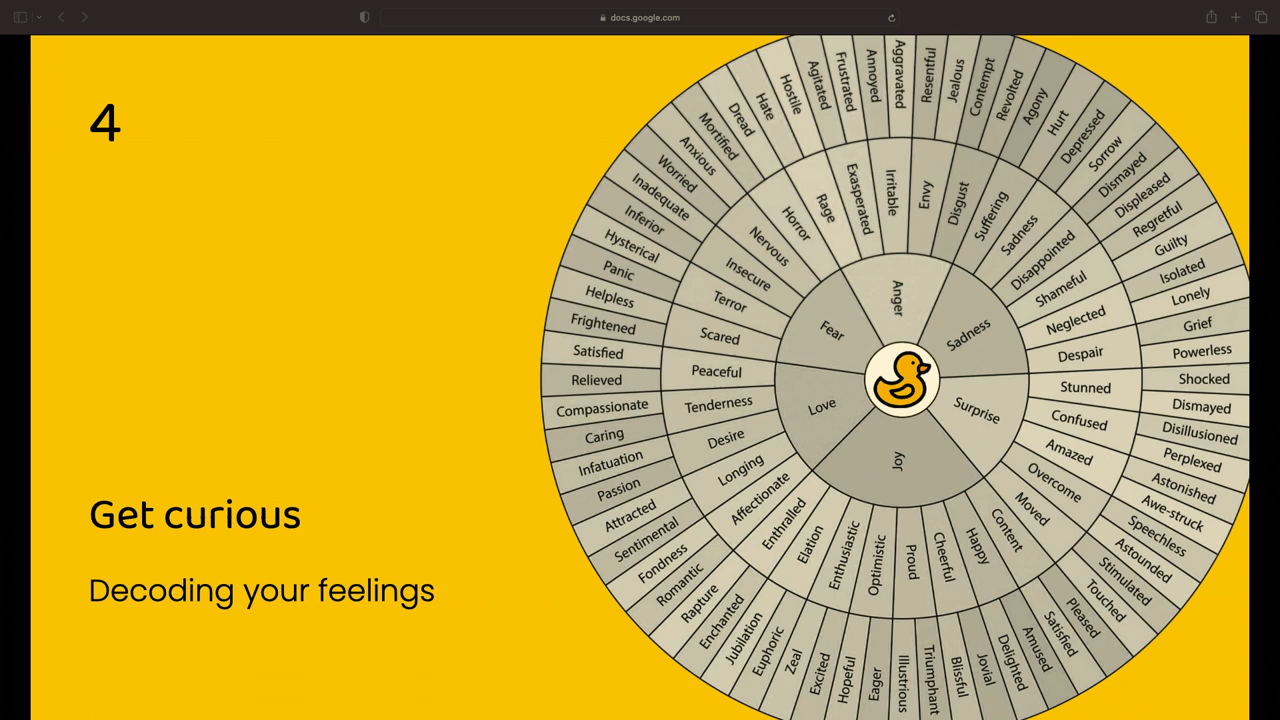 docs.google.com
4
Get curious
Decoding your feelings
Anger
Sadness
Surprise
Joy
Love
Fear
Rage
Exasperated
Irritable
Envy
Disgust
Suffering
Sadness
Disappointed
Shameful
Neglected
Despair
Stunned
Confused
Amazed
Overcome
Moved
Content
Happy
Cheerful
Proud
Optimistic
Enthusiastic
Elation
Enthralled
Affectionate
Longing
Desire
Tenderness
Peaceful
Scared
Terror
Insecure
Nervous
Horror
Hate
Hostile
Agitated
Frustrated
Annoyed
Aggravated
Resentful
Jealous
Contempt
Revolted
Agony
Hurt
Depressed
Sorrow
Dismayed
Displeased
Regretful
Guilty
Isolated
Lonely
Grief
Powerless
Shocked
Dismayed
Disillusioned
Perplexed
Astonished
Awe-struck
Speechless
Astounded
Stimulated
Touched
Pleased
Satisfied
Amused
Delighted
Jovial
Blissful
Triumphant
Illustrious
Eager
Hopeful
Excited
Zeal
Euphoric
Jubilation
Enchanted
Rapture
Romantic
Fondness
Sentimental
Attracted
Passion
Infatuation
Caring
Compassionate
Relieved
Satisfied
Frightened
Helpless
Panic
Hysterical
Inferior
Inadequate
Worried
Anxious
Mortified
Dread